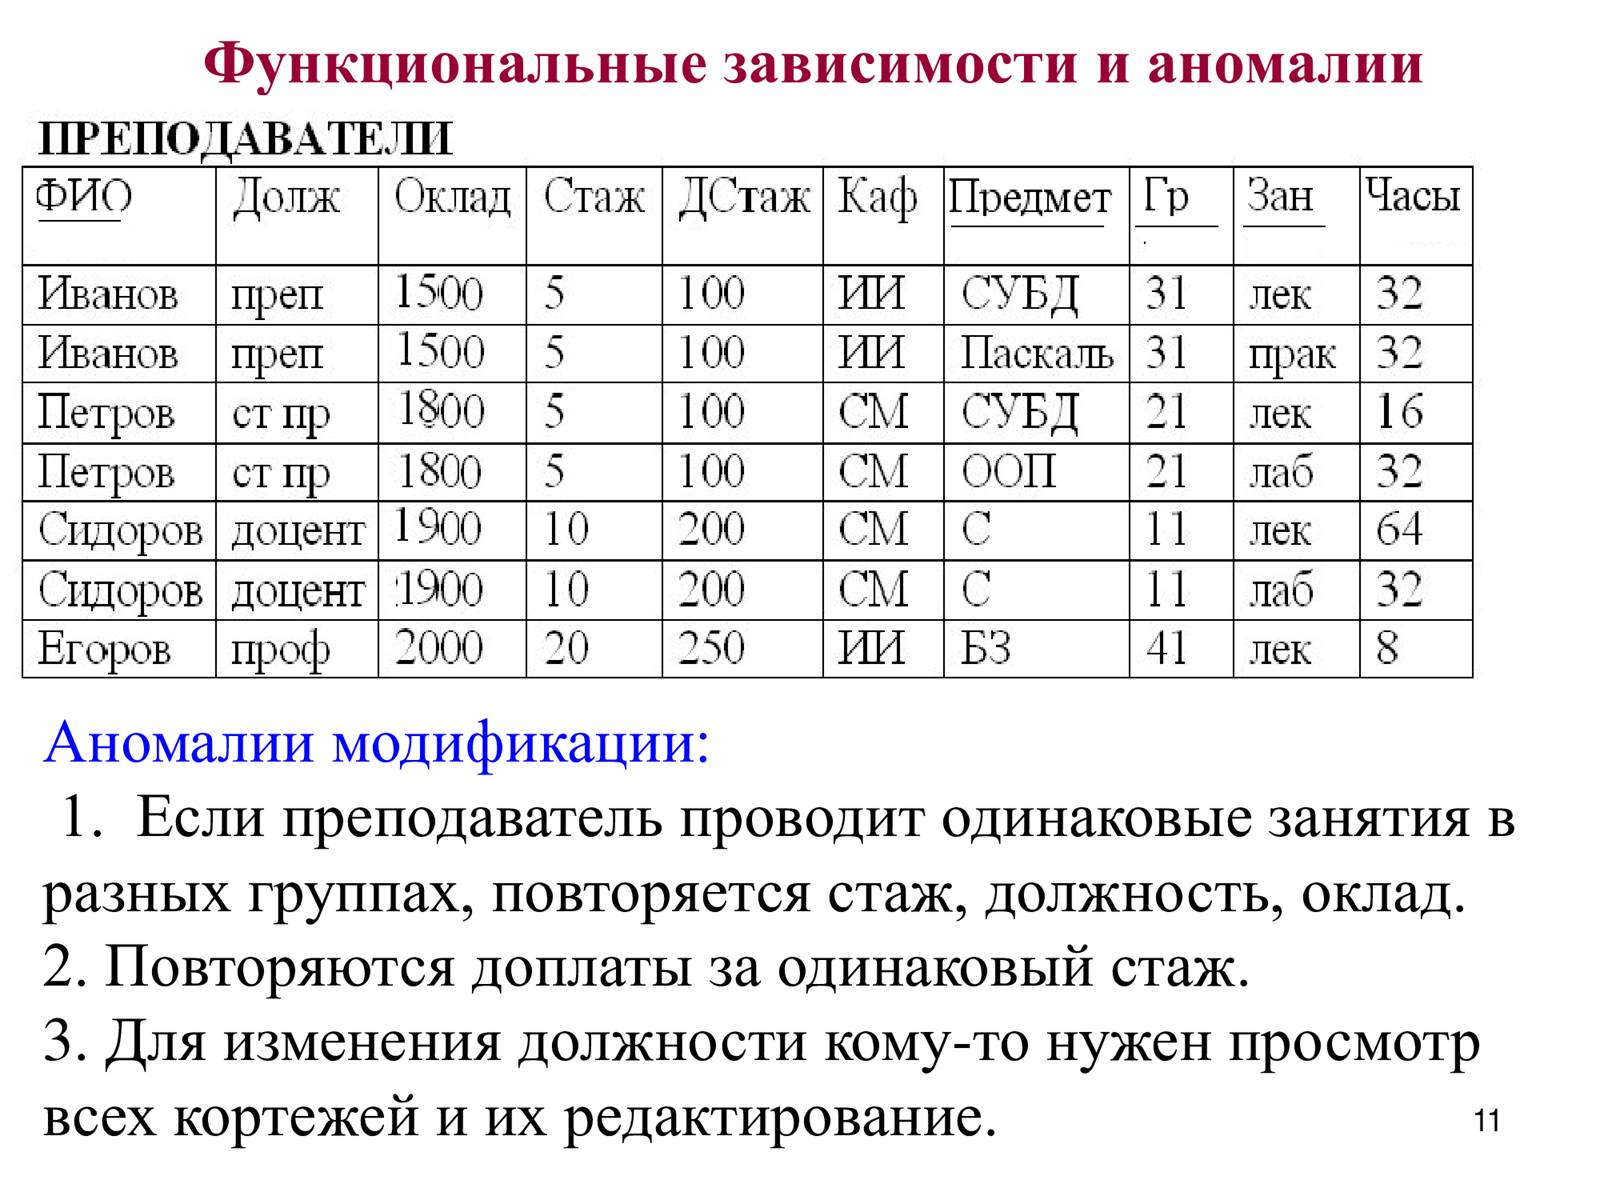 Функциональные зависимости и аномалии
ПРЕПОДАВАТЕЛИ
ФИО Долж Оклад Стаж ДСтаж Каф Предмет Гр Зан Часы
Иванов преп 1500 5 100 ИИ СУБД 31 лек 32
Иванов преп 1500 5 100 ИИ Паскаль 31 прак 32
Петров ст пр 1800 5 100 СМ СУБД 21 лек 16
Петров ст пр 1800 5 100 СМ ООП 21 лаб 32
Сидоров доцент 1900 10 200 СМ С 11 лек 64
Сидоров доцент 1900 10 200 СМ С 11 лаб 32
Егоров проф 2000 20 250 ИИ БЗ 41 лек 8
Аномалии модификации:
1. Если преподаватель проводит одинаковые занятия в
разных группах, повторяется стаж, должность, оклад.
2. Повторяются доплаты за одинаковый стаж.
3. Для изменения должности кому-то нужен просмотр
всех кортежей и их редактирование.
11